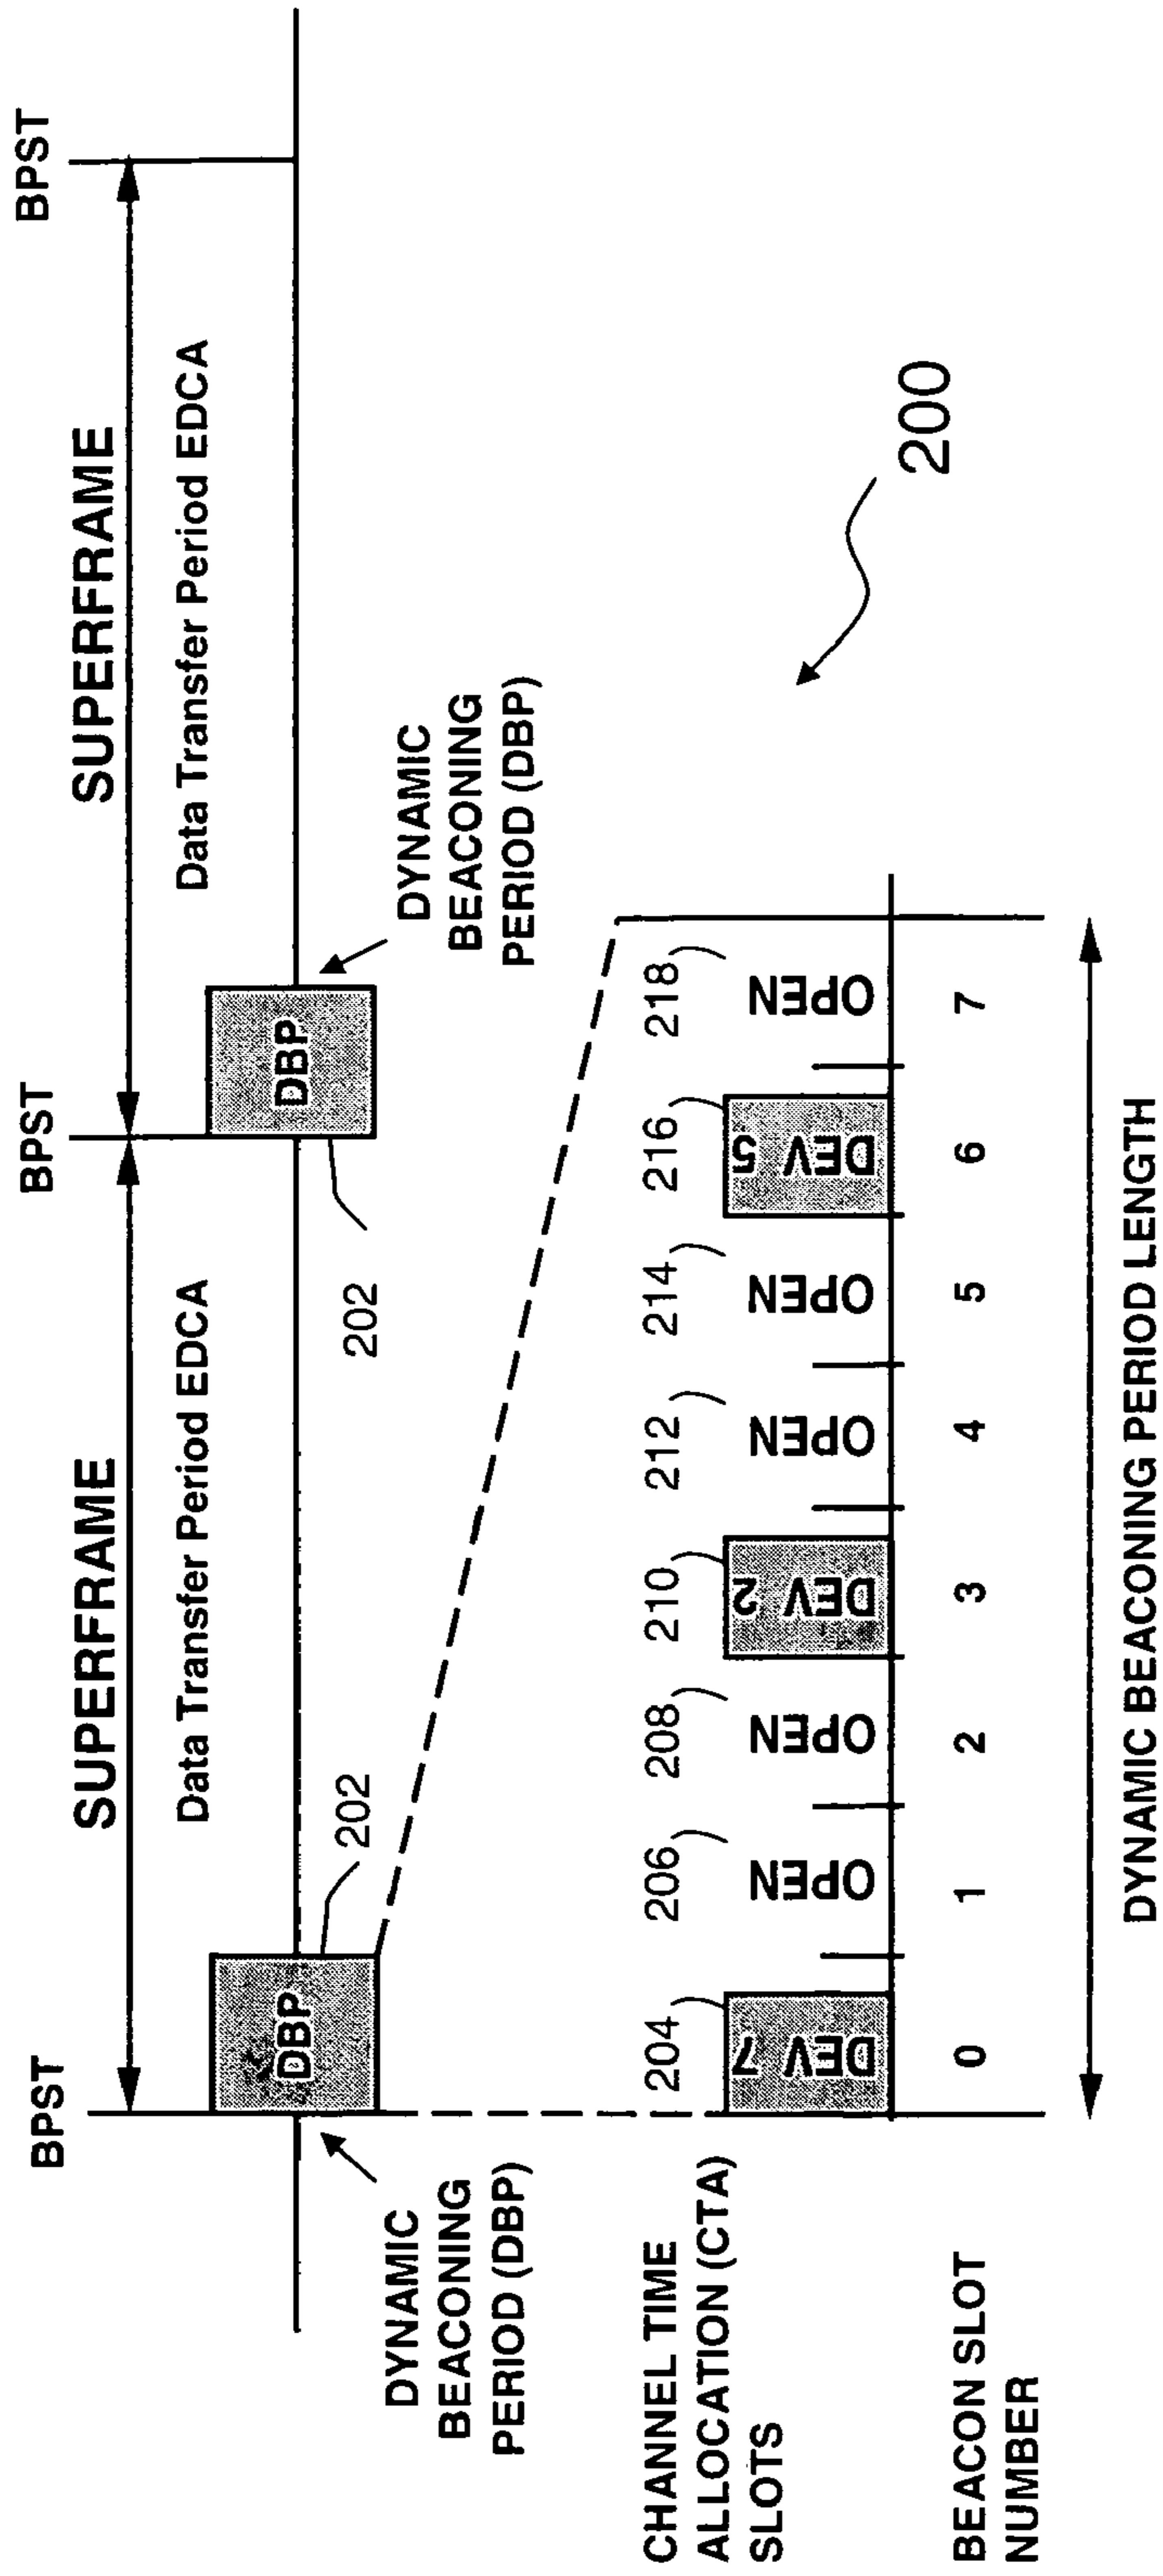 BPST
BPST
BPST
SUPERFRAME
SUPERFRAME
Data Transfer Period EDCA
Data Transfer Period EDCA
DBP
DBP
202
202
DYNAMIC
BEACONING
PERIOD (DBP)
DYNAMIC
BEACONING
PERIOD (DBP)
200
CHANNEL TIME
ALLOCATION (CTA)
SLOTS
204
206
208
210
212
214
216
218
DEV 7
OPEN
OPEN
DEV 2
OPEN
OPEN
DEV 5
OPEN
BEACON SLOT
NUMBER
0
1
2
3
4
5
6
7
DYNAMIC BEACONING PERIOD LENGTH